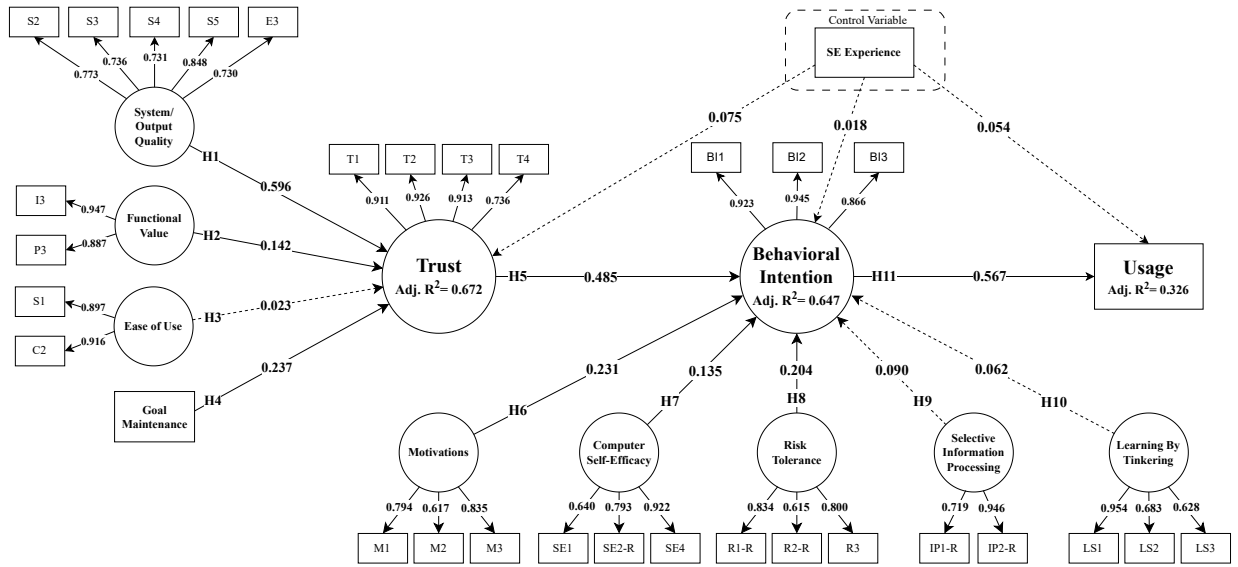 S2
S3
S4
S5
E3
0.773
0.736
0.731
0.848
0.730
System/
Output
Quality
Control Variable
SE Experience
0.075
0.018
0.054
H1
0.596
T1
T2
T3
T4
0.911
0.926
0.913
0.736
BI1
BI2
BI3
0.923
0.945
0.866
I3
P3
0.947
0.887
Functional
Value
H2
0.142
Trust
Adj. R2= 0.672
H5
0.485
Behavioral
Intention
Adj. R2= 0.647
H11
0.567
Usage
Adj. R2= 0.326
S1
C2
0.897
0.916
Ease of Use
H3
0.023
Goal
Maintenance
H4
0.237
0.231
0.135
0.204
0.090
0.062
H6
H7
H8
H9
H10
Motivations
Computer
Self-Efficacy
Risk
Tolerance
Selective
Information
Processing
Learning By
Tinkering
0.794
0.617
0.835
0.640
0.793
0.922
0.834
0.615
0.800
0.719
0.946
0.954
0.683
0.628
M1
M2
M3
SE1
SE2-R
SE4
R1-R
R2-R
R3
IP1-R
IP2-R
LS1
LS2
LS3